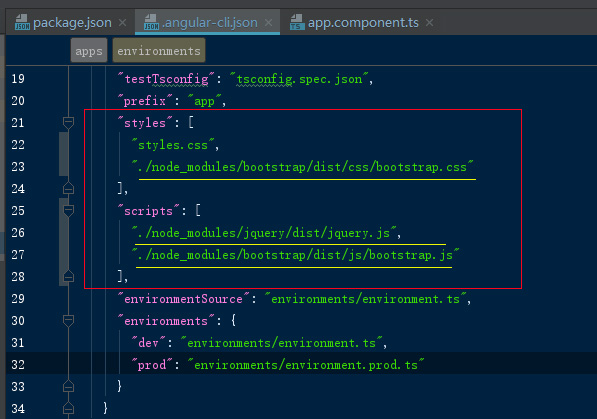 package.json × .angular-cli.json × TS app.component.ts ×
apps environments
19 "testTsconfig": "tsconfig.spec.json",
20 "prefix": "app",
21 "styles": [
22 "styles.css",
23 "./node_modules/bootstrap/dist/css/bootstrap.css"
24 ],
25 "scripts": [
26 "./node_modules/jquery/dist/jquery.js",
27 "./node_modules/bootstrap/dist/js/bootstrap.js"
28 ],
29 "environmentSource": "environments/environment.ts",
30 "environments": {
31 "dev": "environments/environment.ts",
32 "prod": "environments/environment.prod.ts"
33 }
34 }